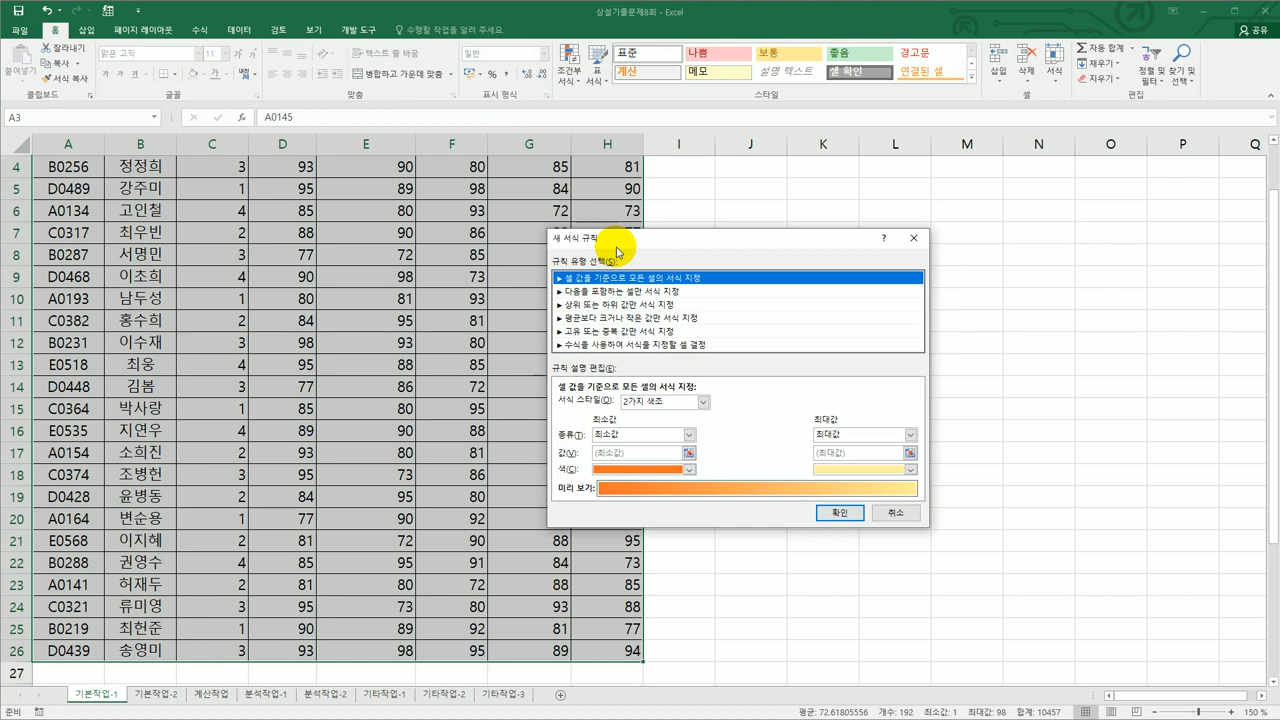 상설기출문제8회 - Excel
파일 홈 삽입 페이지 레이아웃 수식 데이터 검토 보기 개발 도구 수행할 작업을 알려 주세요. 공유
붙여넣기 잘라내기 맑은 고딕 11 텍스트 줄 바꿈 일반 조건부 서식 표 서식 표준 나쁨 보통 좋음 경고문 삽입 삭제 서식 자동 합계 정렬 및 필터 찾기 및 선택
복사 채우기
서식 복사 가 가 가 병합하고 가운데 맞춤 % 계산 메모 설명 텍스트 셀 확인 연결된 셀 지우기
클립보드 글꼴 맞춤 표시 형식 스타일 셀 편집
A3 fx A0145
A B C D E F G H I J K L M N O P Q
4 B0256 정정희 3 93 90 80 85 81
5 D0489 강주미 1 95 89 98 84 90
6 A0134 고인철 4 85 80 93 72 73
7 C0317 최우빈 2 88 90 86
8 B0287 서명민 3 77 72 85
9 D0468 이초희 4 90 98 73
10 A0193 남두성 1 80 81 93
11 C0382 홍수희 2 84 95 81
12 B0231 이수재 3 98 93 80
13 E0518 최웅 4 95 88 85
14 D0448 김봄 3 77 86 72
15 C0364 박사랑 1 85 80 95
16 E0535 지연우 4 89 90 88
17 A0154 소희진 2 93 80 81
18 C0374 조병헌 3 95 73 86
19 D0428 윤병동 2 84 95 80
20 A0164 변순용 1 77 90 92
21 E0568 이지혜 2 81 72 90 88 95
22 B0288 권영수 4 85 95 91 84 73
23 A0141 허재두 2 81 80 72 88 85
24 C0321 류미영 3 95 73 80 93 88
25 B0219 최헌준 1 90 89 92 81 77
26 D0439 송영미 3 93 98 95 89 94
27
새 서식 규칙 ?
규칙 유형 선택(S):
► 셀 값을 기준으로 모든 셀의 서식 지정
► 다음을 포함하는 셀만 서식 지정
► 상위 또는 하위 값만 서식 지정
► 평균보다 크거나 작은 값만 서식 지정
► 고유 또는 중복 값만 서식 지정
► 수식을 사용하여 서식을 지정할 셀 결정
규칙 설명 편집(E):
셀 값을 기준으로 모든 셀의 서식 지정:
서식 스타일(O): 2가지 색조
최소값 최대값
종류(T): 최소값 최대값
값(V): (최소값) (최대값)
색(C):
미리 보기:
확인 취소
기본작업-1 기본작업-2 계산작업 분석작업-1 분석작업-2 기타작업-1 기타작업-2 기타작업-3
준비 평균: 72.61805556 개수: 192 최소값: 1 최대값: 98 합계: 10457 150 %